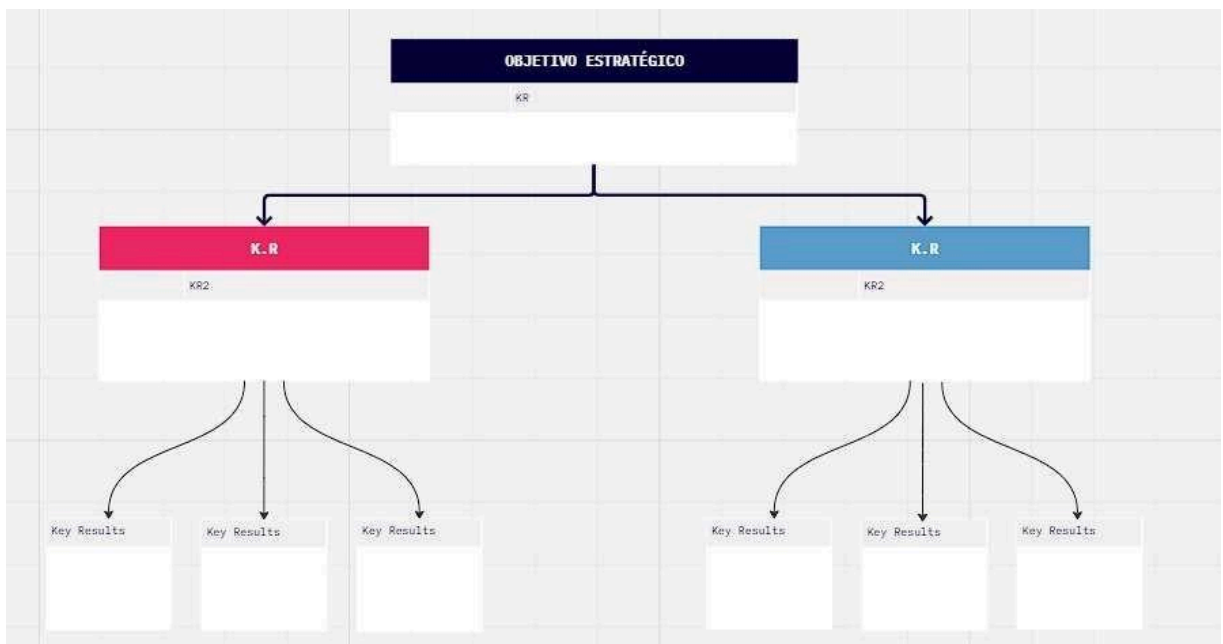 OBJETIVO ESTRATÉGICO
KR
K.R
K.R
KR2
KR2
Key Results
Key Results
Key Results
Key Results
Key Results
Key Results